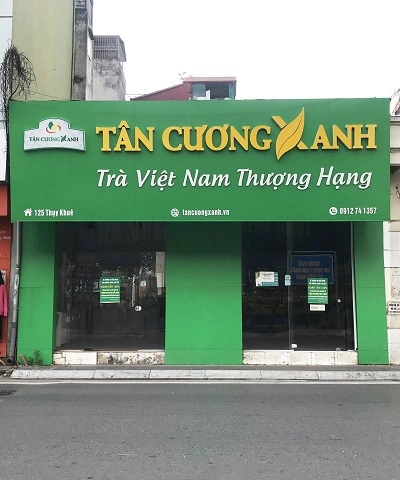 TÂN CƯƠNG XANH
TÂN CƯƠNG XANH
Trà Việt Nam Thượng Hạng
125 Thụy Khuê
tancuongxanh.vn
0912 74 1357